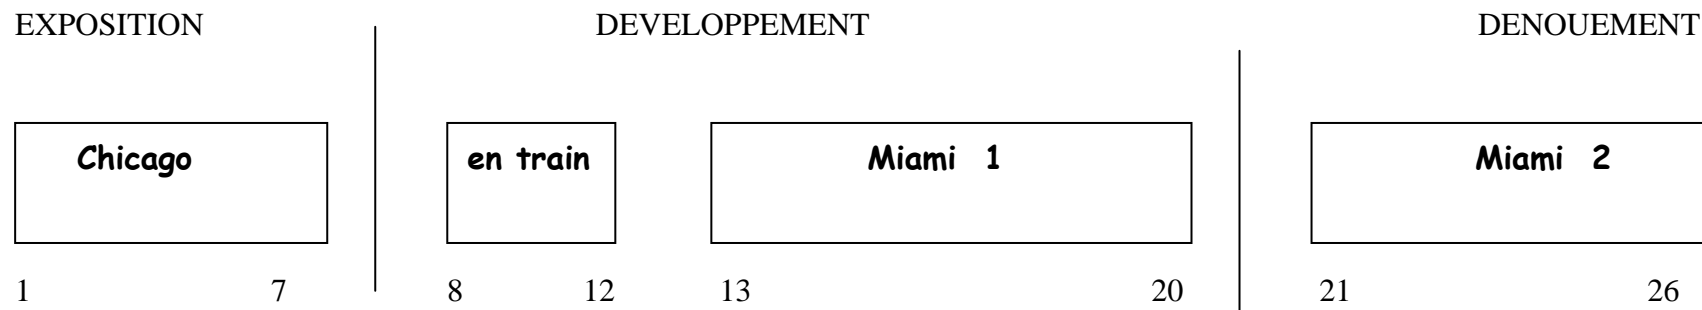 EXPOSITION DEVELOPPEMENT DENOUEMENT
Chicago en train Miami 1 Miami 2
1 7 8 12 13 20 21 26